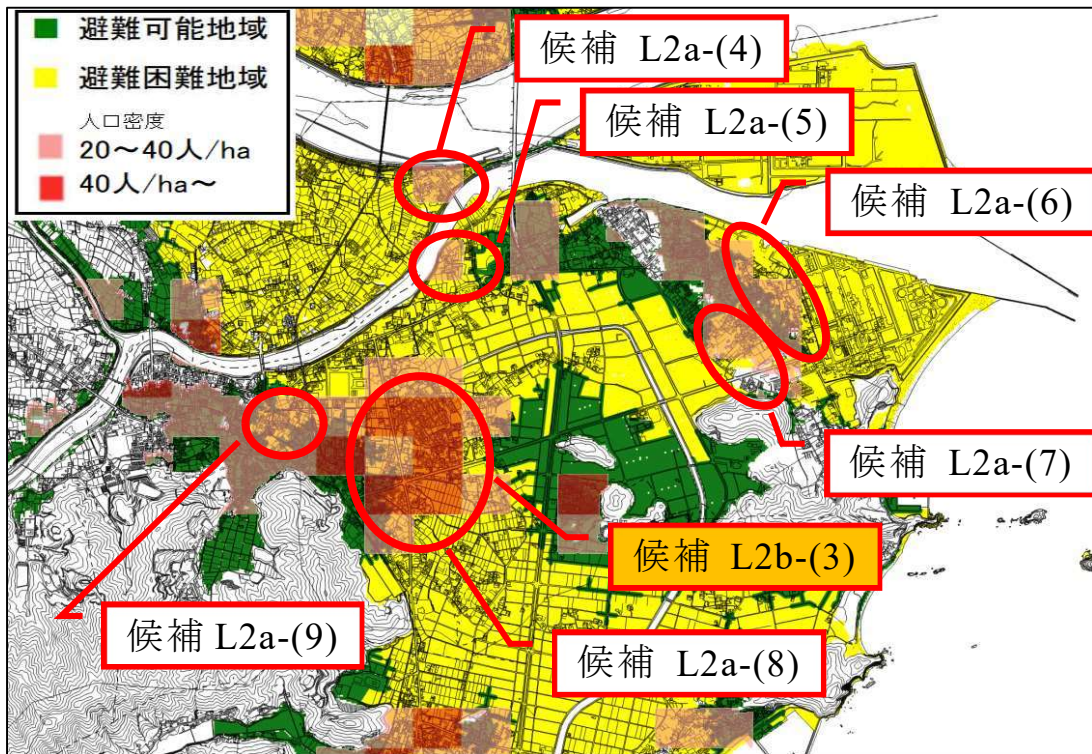 避難可能地域
避難困難地域
人口密度
20～40人/ha
40人/ha～
候補 L2a-(4)
候補 L2a-(5)
候補 L2a-(6)
候補 L2a-(7)
候補 L2b-(3)
候補 L2a-(9)
候補 L2a-(8)